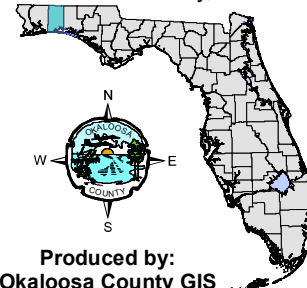 N
OKALOOSA
W
E
COUNTY
S
Produced by:
Okaloosa County GIS